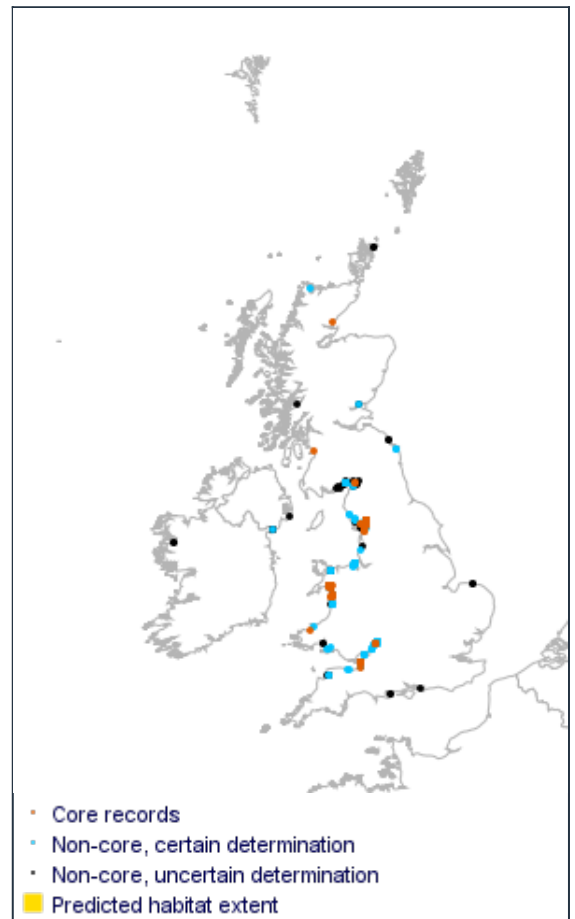 Core records
Non-core, certain determination
Non-core, uncertain determination
Predicted habitat extent